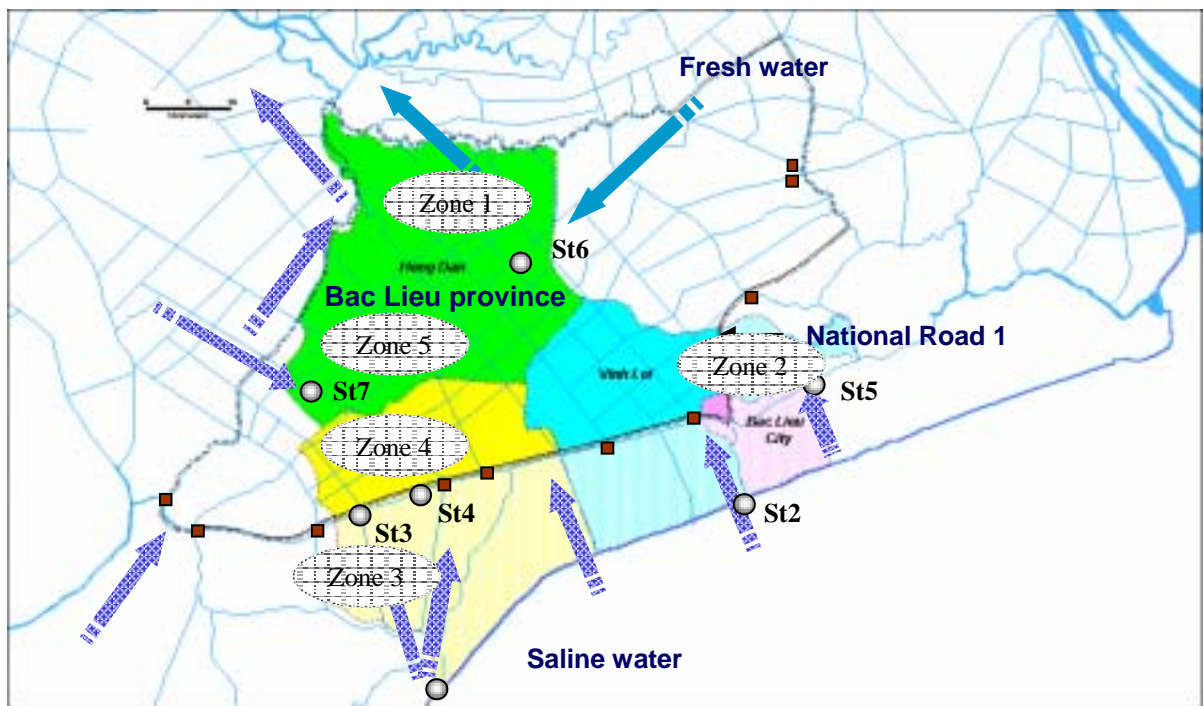 Fresh water
Zone 1
St6
Hong Dan
Bac Lieu province
National Road 1
Zone 5
Zone 2
Vinh Loi
St7
St5
Bac Lieu
City
Zone 4
St4
St2
St3
Zone 3
Saline water